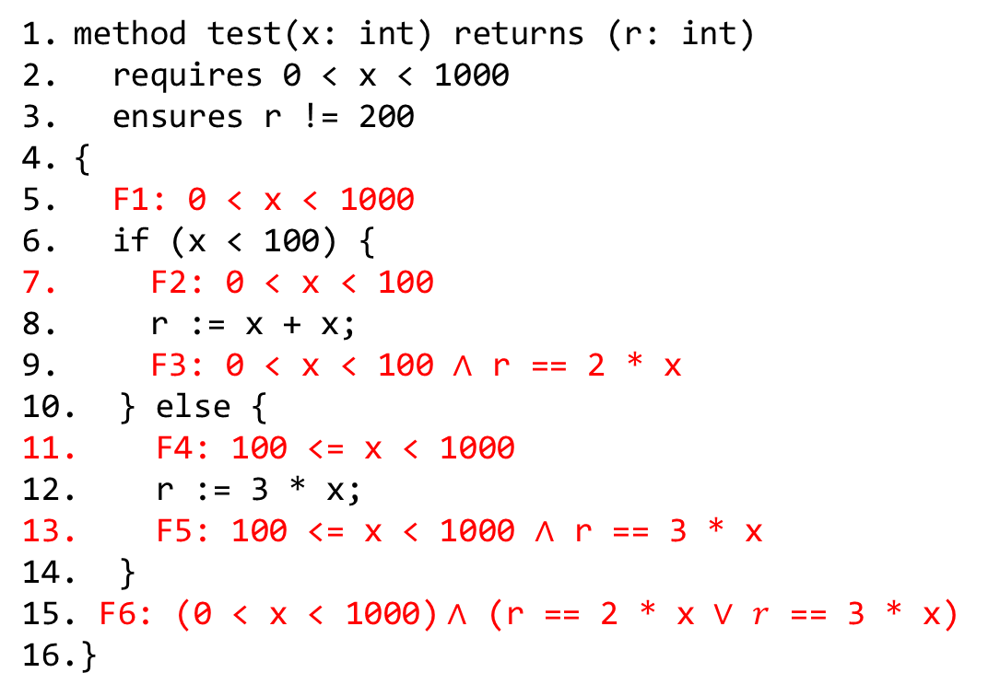 1. method test(x: int) returns (r: int)
2.   requires 0 < x < 1000
3.   ensures r != 200
4. {
5.   F1: 0 < x < 1000
6.   if (x < 100) {
7.     F2: 0 < x < 100
8.     r := x + x;
9.     F3: 0 < x < 100 ∧ r == 2 * x
10.  } else {
11.    F4: 100 <= x < 1000
12.    r := 3 * x;
13.    F5: 100 <= x < 1000 ∧ r == 3 * x
14.  }
15. F6: (0 < x < 1000)∧ (r == 2 * x ∨ r == 3 * x)
16.}